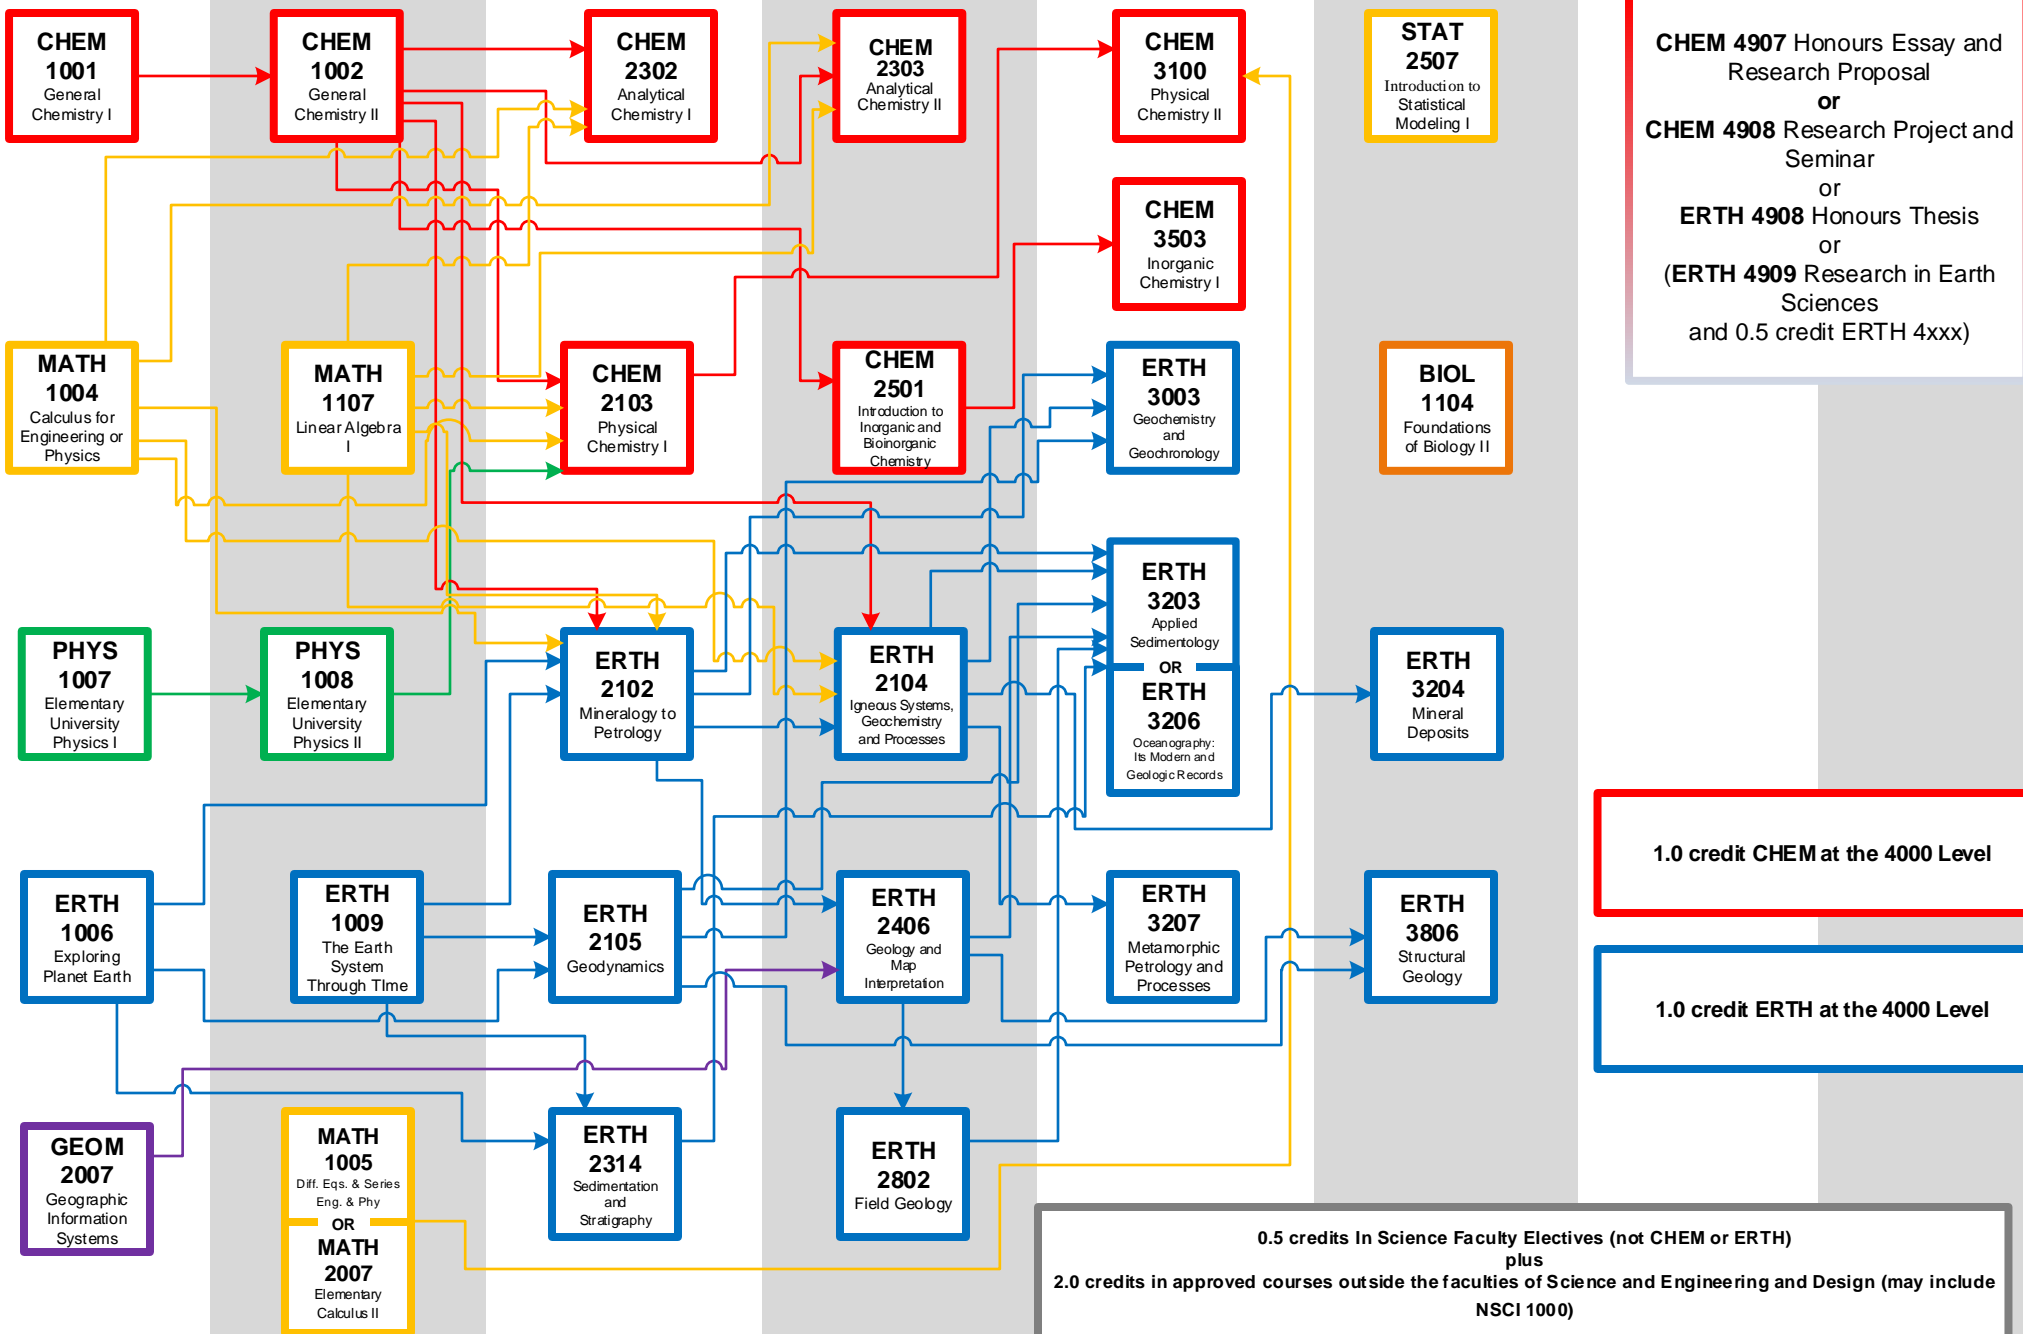 CHEM
1001
General
Chemistry I
CHEM
1002
General
Chemistry II
CHEM
2302
Analytical
Chemistry I
CHEM
2303
Analytical
Chemistry II
CHEM
3100
Physical
Chemistry II
STAT
2507
Introduction to
Statistical
Modeling I
CHEM 4907 Honours Essay and
Research Proposal
or
CHEM 4908 Research Project and
Seminar
or
ERTH 4908 Honours Thesis
or
(ERTH 4909 Research in Earth
Sciences
and 0.5 credit ERTH 4xxx)
CHEM
3503
Inorganic
Chemistry I
MATH
1004
Calculus for
Engineering or
Physics
MATH
1107
Linear Algebra
I
CHEM
2103
Physical
Chemistry I
CHEM
2501
Introduction to
Inorganic and
Bioinorganic
Chemistry
ERTH
3003
Geochemistry
and
Geochronology
BIOL
1104
Foundations
of Biology II
PHYS
1007
Elementary
University
Physics I
PHYS
1008
Elementary
University
Physics II
ERTH
2102
Mineralogy to
Petrology
ERTH
2104
Igneous Systems,
Geochemistry
and Processes
ERTH
3203
Applied
Sedimentology
OR
ERTH
3206
Oceanography:
Its Modern and
Geologic Records
ERTH
3204
Mineral
Deposits
1.0 credit CHEM at the 4000 Level
ERTH
1006
Exploring
Planet Earth
ERTH
1009
The Earth
System
Through TIme
ERTH
2105
Geodynamics
ERTH
2406
Geology and
Map
Interpretation
ERTH
3207
Metamorphic
Petrology and
Processes
ERTH
3806
Structural
Geology
1.0 credit ERTH at the 4000 Level
GEOM
2007
Geographic
Information
Systems
MATH
1005
Diff. Eqs. & Series
Eng. & Phy
OR
MATH
2007
Elementary
Calculus II
ERTH
2314
Sedimentation
and
Stratigraphy
ERTH
2802
Field Geology
0.5 credits In Science Faculty Electives (not CHEM or ERTH)
plus
2.0 credits in approved courses outside the faculties of Science and Engineering and Design (may include
NSCI 1000)